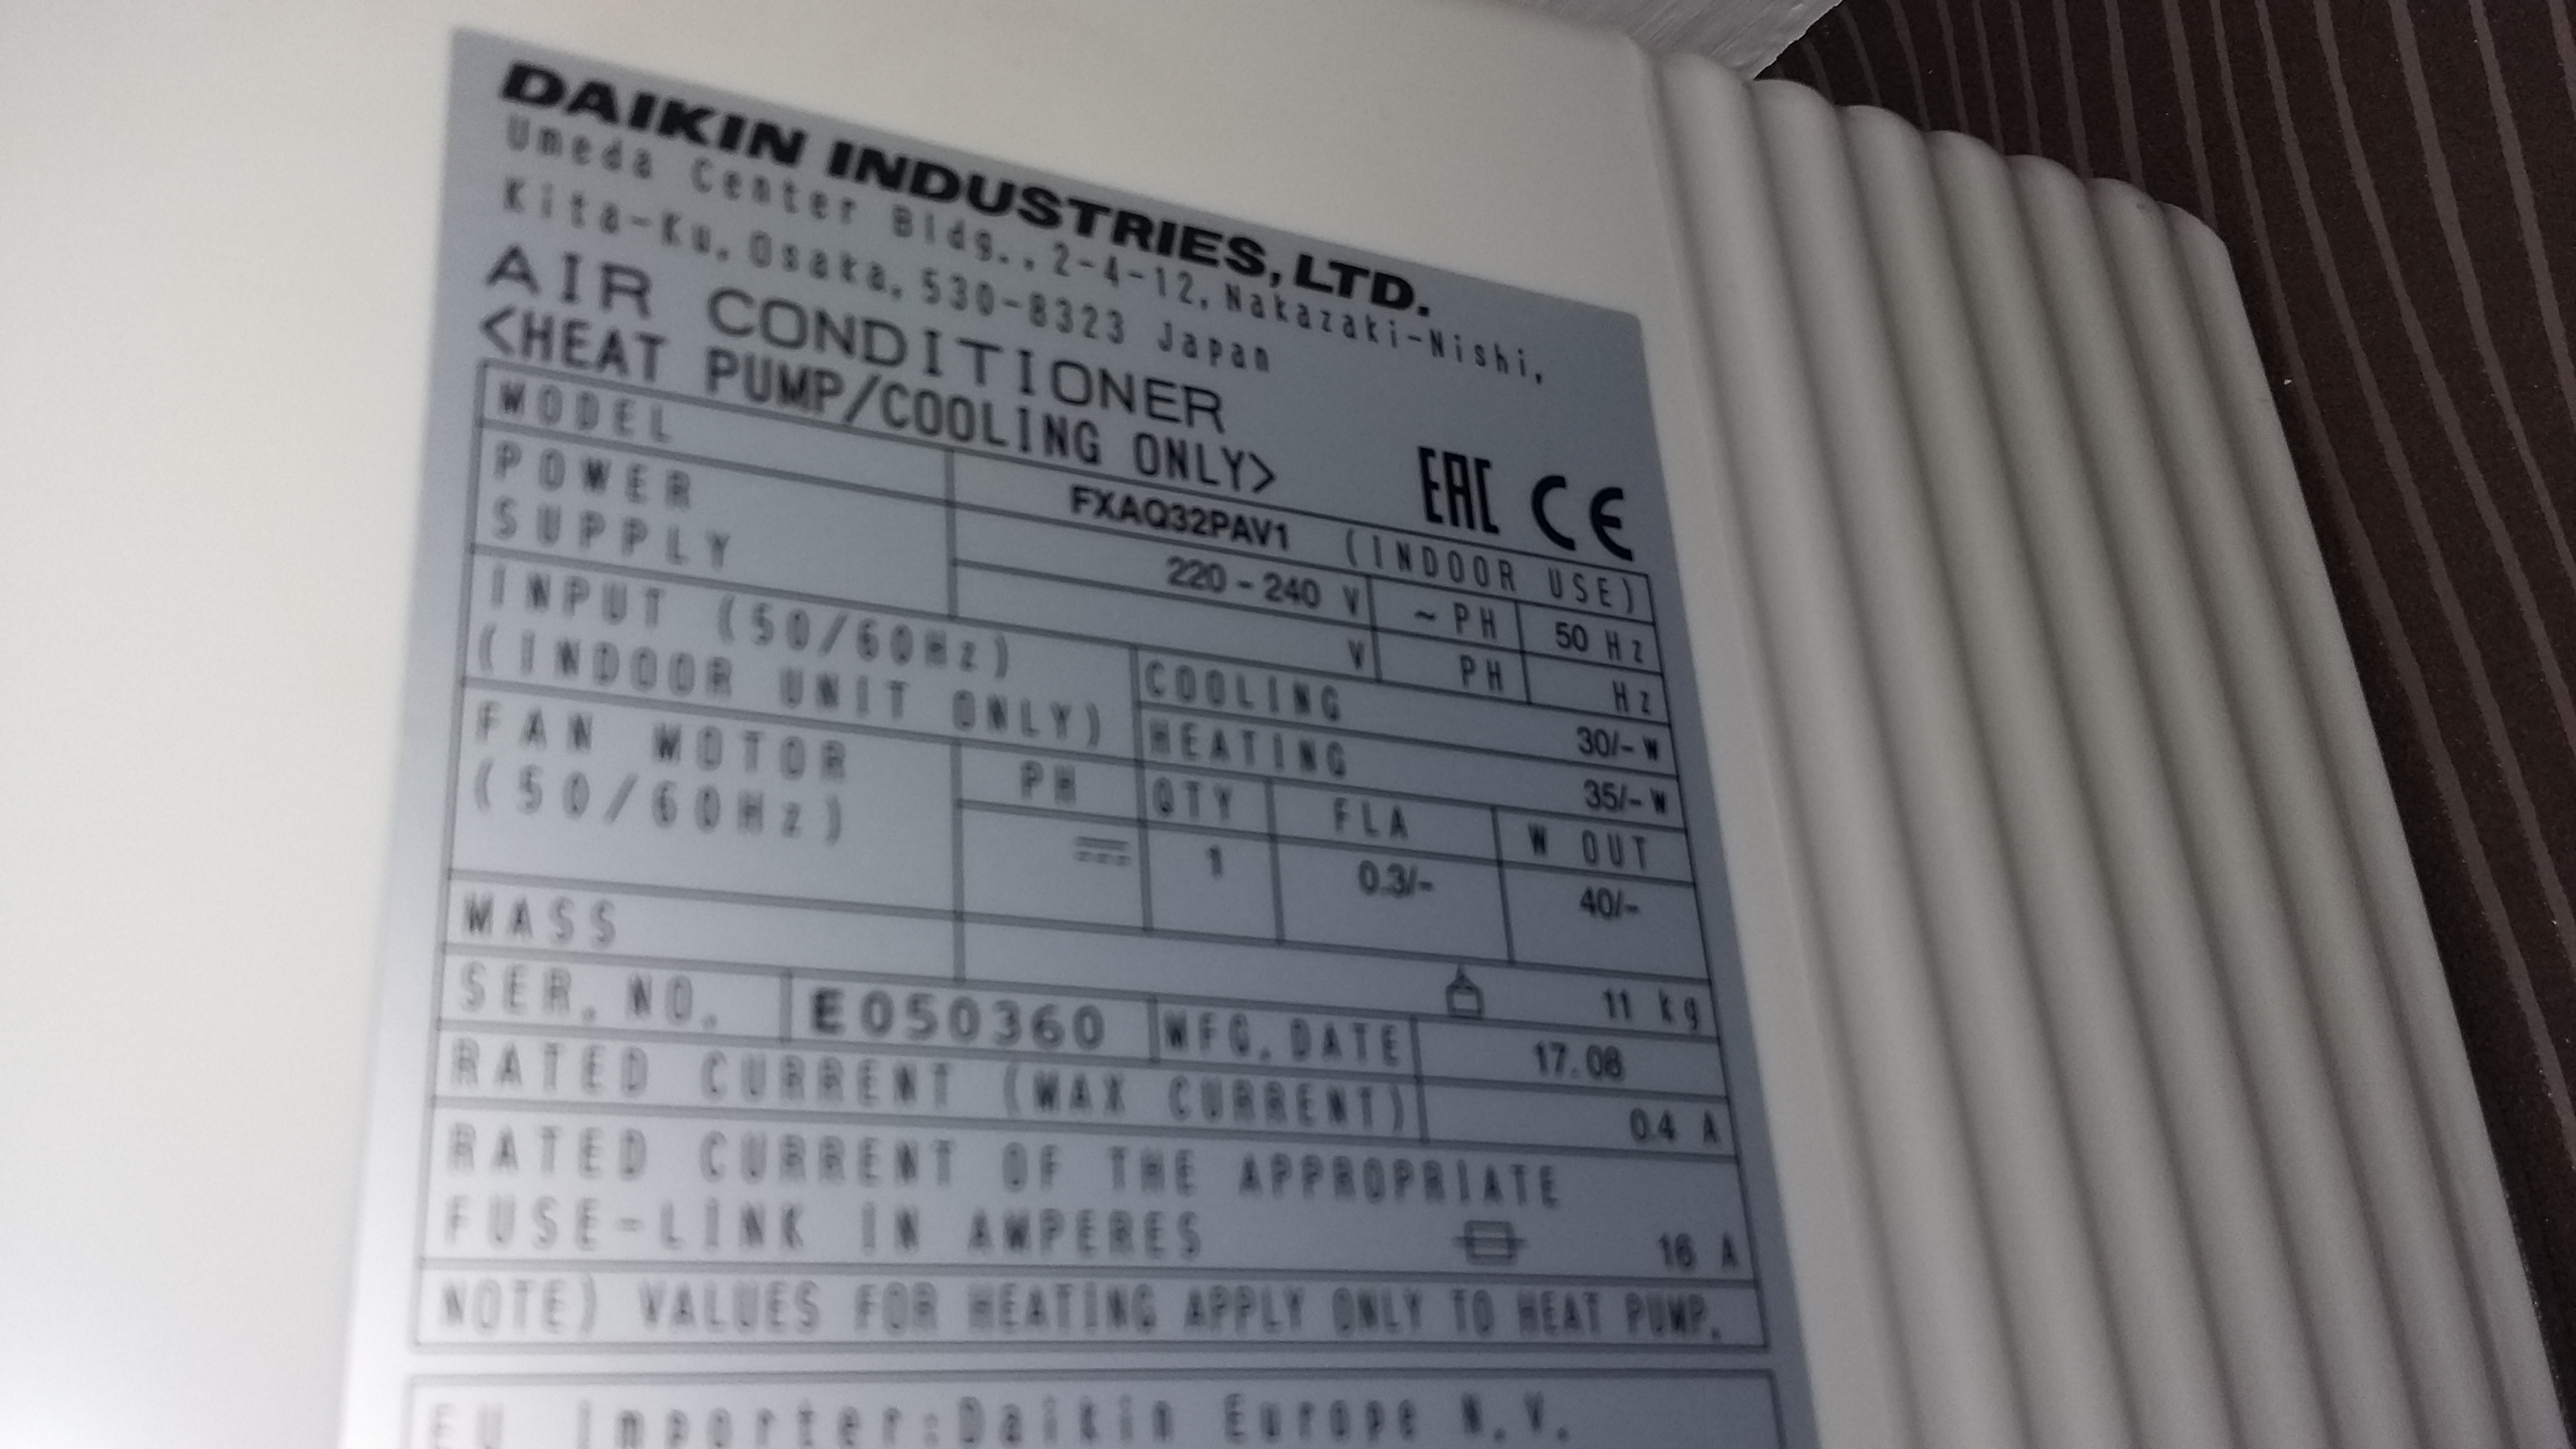 DAIKIN INDUSTRIES, LTD.
Umeda Center Bldg., 2-4-12, Nakazaki-Nishi,
Kita-Ku, Osaka, 530-8323 Japan
AIR CONDITIONER
<HEAT PUMP/COOLING ONLY>
EAC CE
MODEL FXAQ32PAV1 (INDOOR USE)
POWER SUPPLY 220-240 V ~ PH 50 Hz
V PH Hz
INPUT (50/60Hz) COOLING 30/- W
(INDOOR UNIT ONLY) HEATING 35/- W
FAN MOTOR PH QTY FLA W OUT
(50/60Hz) ⎓ 1 0.3/- 40/-
MASS 11 kg
SER. NO. E050360 MFG. DATE 17.08
RATED CURRENT (MAX CURRENT) 0.4 A
RATED CURRENT OF THE APPROPRIATE
FUSE-LINK IN AMPERES 16 A
NOTE) VALUES FOR HEATING APPLY ONLY TO HEAT PUMP.
EU Importer:Daikin Europe N.V.